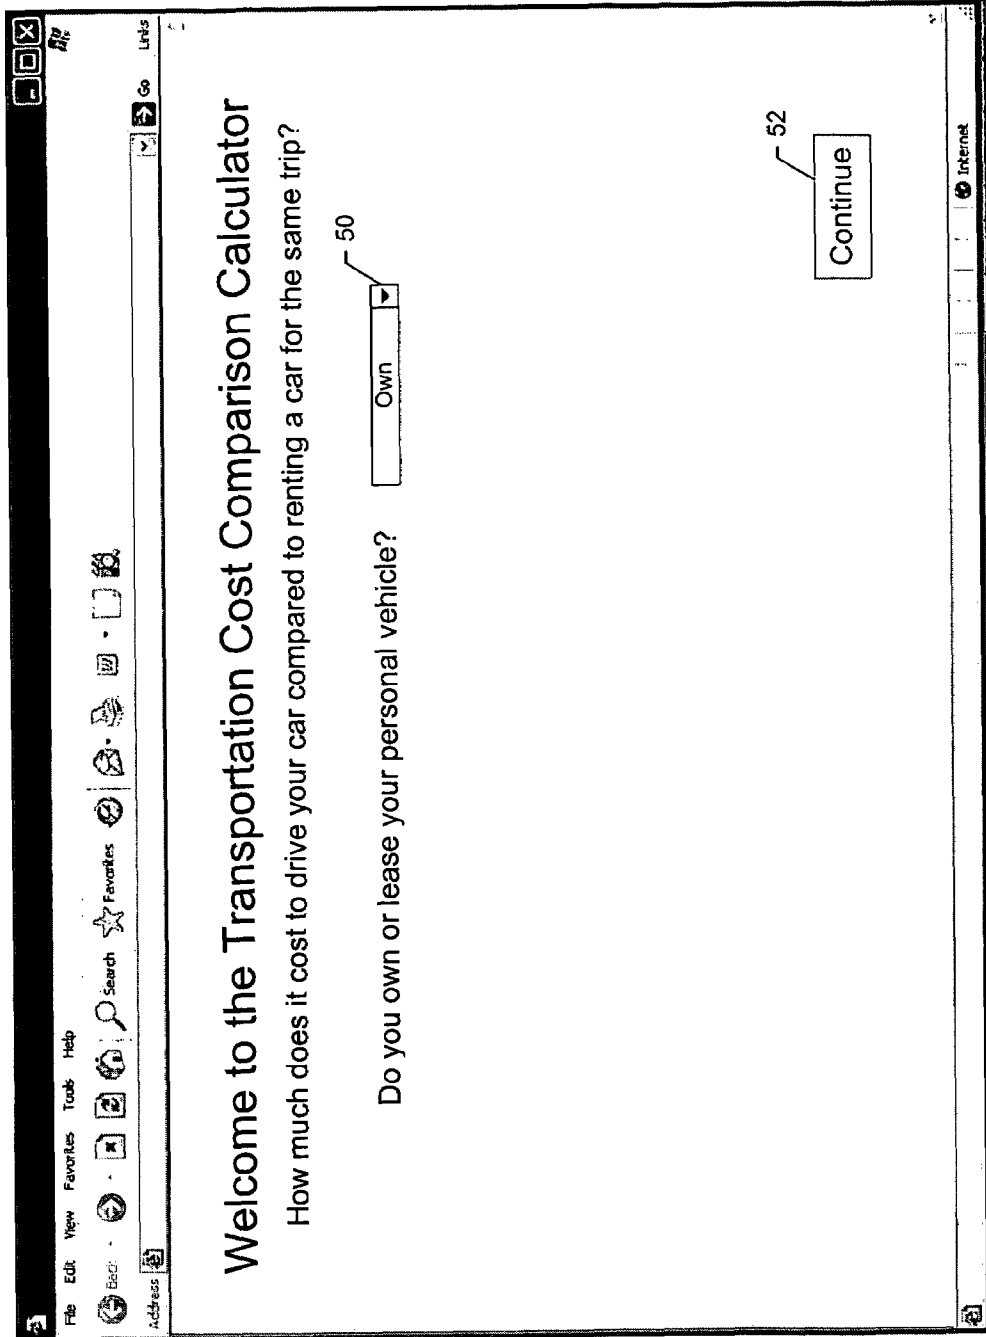 File Edit View Favorites Tools Help
Back Search Favorites
Address Go Links
Welcome to the Transportation Cost Comparison Calculator
How much does it cost to drive your car compared to renting a car for the same trip?
50
Do you own or lease your personal vehicle? Own
52
Continue
Internet